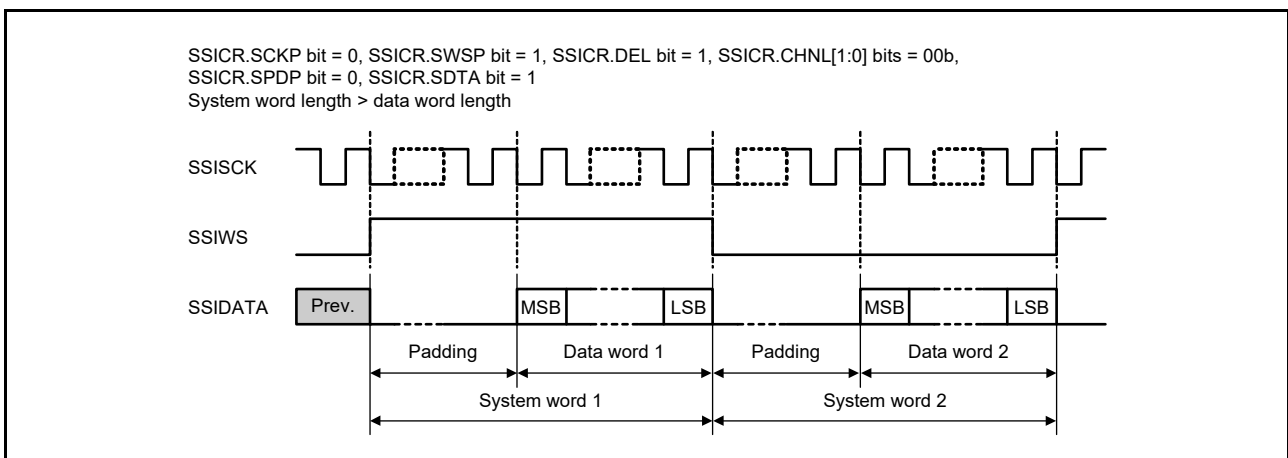 SSICR.SCKP bit = 0, SSICR.SWSP bit = 1, SSICR.DEL bit = 1, SSICR.CHNL[1:0] bits = 00b,
SSICR.SPDP bit = 0, SSICR.SDTA bit = 1
System word length > data word length
SSISCK
SSIWS
SSIDATA Prev. MSB LSB MSB LSB
Padding Data word 1 Padding Data word 2
System word 1 System word 2